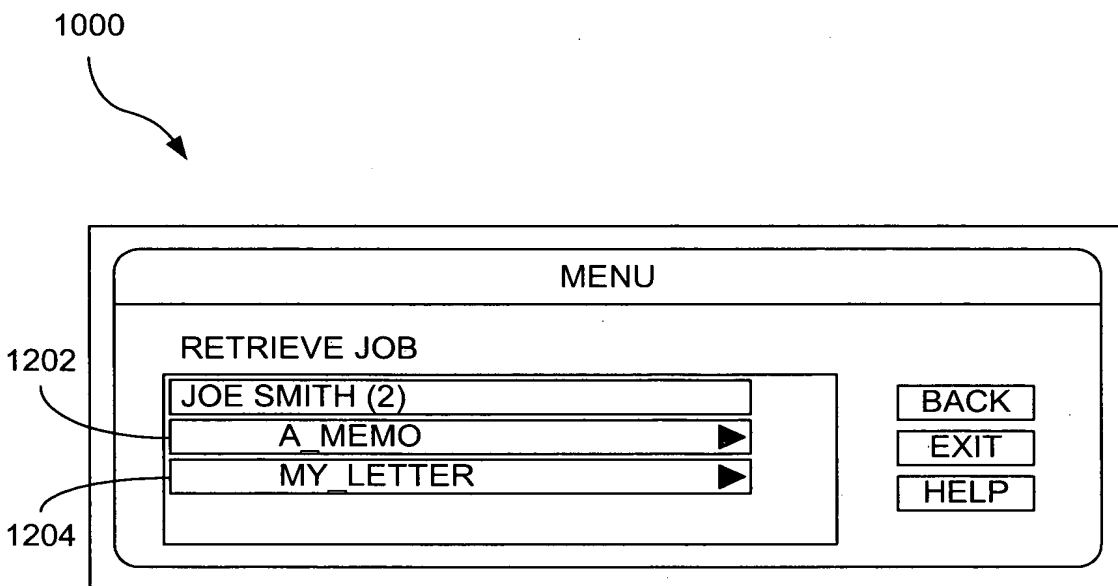 1000
MENU
RETRIEVE JOB
1202
JOE SMITH (2)
BACK
A_MEMO
EXIT
MY_LETTER
HELP
1204